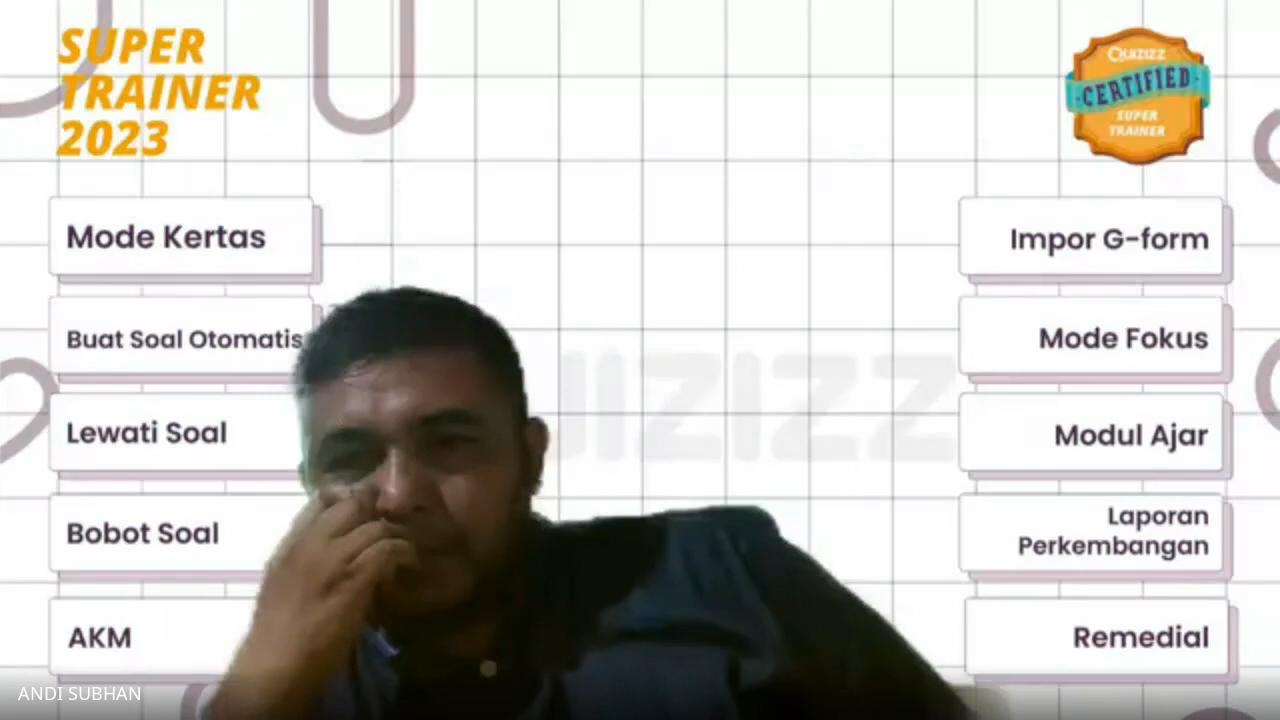 SUPER
TRAINER
2023
QUIZIZZ
CERTIFIED
SUPER
TRAINER
Mode Kertas
Buat Soal Otomatis
Lewati Soal
Bobot Soal
AKM
Impor G-form
Mode Fokus
Modul Ajar
Laporan
Perkembangan
Remedial
UIZIZZ
ANDI SUBHAN